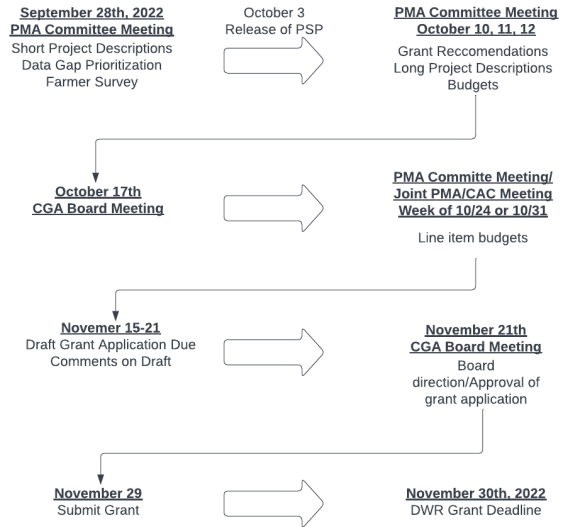 September 28th, 2022
PMA Committee Meeting
Short Project Descriptions
Data Gap Prioritization
Farmer Survey
October 3
Release of PSP
PMA Committee Meeting
October 10, 11, 12
Grant Reccomendations
Long Project Descriptions
Budgets
October 17th
CGA Board Meeting
PMA Committe Meeting/
Joint PMA/CAC Meeting
Week of 10/24 or 10/31
Line item budgets
Novemer 15-21
Draft Grant Application Due
Comments on Draft
November 21th
CGA Board Meeting
Board
direction/Approval of
grant application
November 29
Submit Grant
November 30th, 2022
DWR Grant Deadline